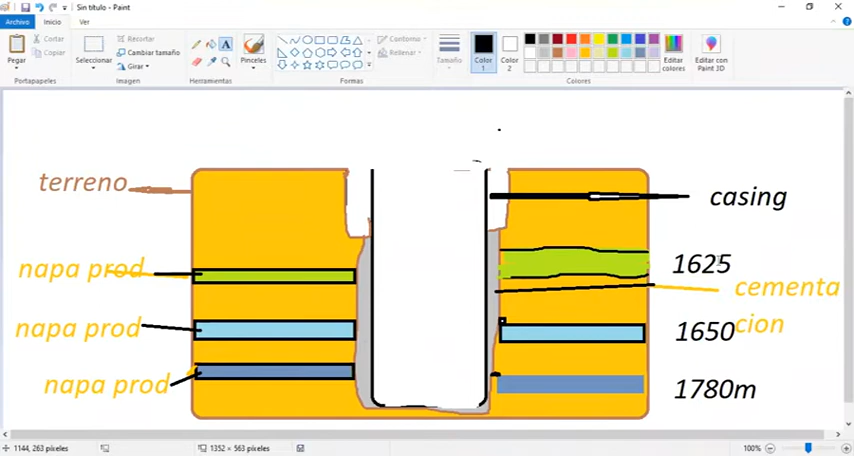 Sin título - Paint
Archivo
Inicio
Ver
Pegar
Cortar
Copiar
Portapapeles
Seleccionar
Recortar
Cambiar tamaño
Girar
Imagen
A
Herramientas
Pinceles
Formas
Contorno
Rellenar
Tamaño
Color 1
Color 2
Colores
Editar colores
Editar con Paint 3D
terreno
casing
napa prod
1625
cementa
cion
napa prod
1650
napa prod
1780m
1144, 263 píxeles
1352 × 563 píxeles
100%